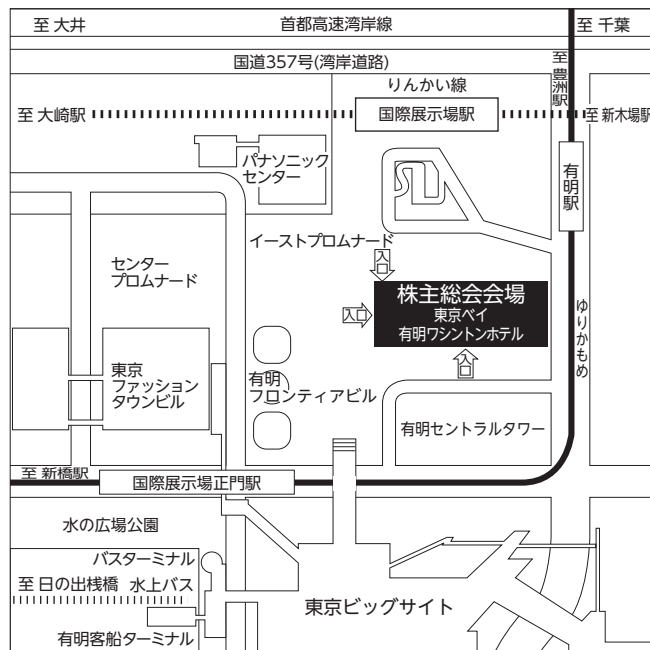 至 大井
首都高速湾岸線
至 千葉
国道357号(湾岸道路)
至 豊洲駅
りんかい線
至 大崎駅
国際展示場駅
至 新木場駅
パナソニック
センター
有明駅
イーストプロムナード
入口
センター
プロムナード
株主総会会場
東京ベイ
有明ワシントンホテル
入口
ゆりかもめ
入口
東京
ファッション
タウンビル
有明
フロンティアビル
有明セントラルタワー
至 新橋駅
国際展示場正門駅
水の広場公園
バスターミナル
至 日の出桟橋 水上バス
東京ビッグサイト
有明客船ターミナル